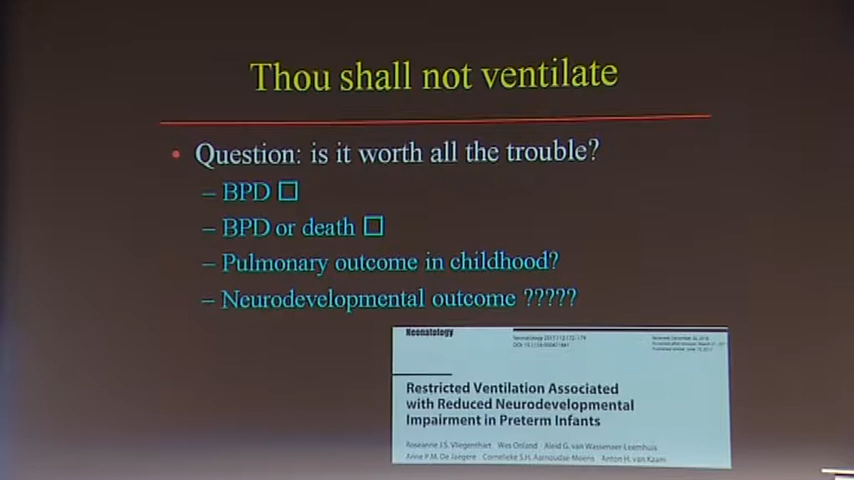 Thou shall not ventilate
• Question: is it worth all the trouble?
– BPD □
– BPD or death □
– Pulmonary outcome in childhood?
– Neurodevelopmental outcome ?????
Neonatology
Restricted Ventilation Associated
with Reduced Neurodevelopmental
Impairment in Preterm Infants
Roseanne J.S. Vliegenthart Wes Onland Aleid G. van Wassenaer-Leemhuis
Anne P.M. De Jaegere Cornelieke S.H. Aarnoudse-Moens Anton H. van Kaam